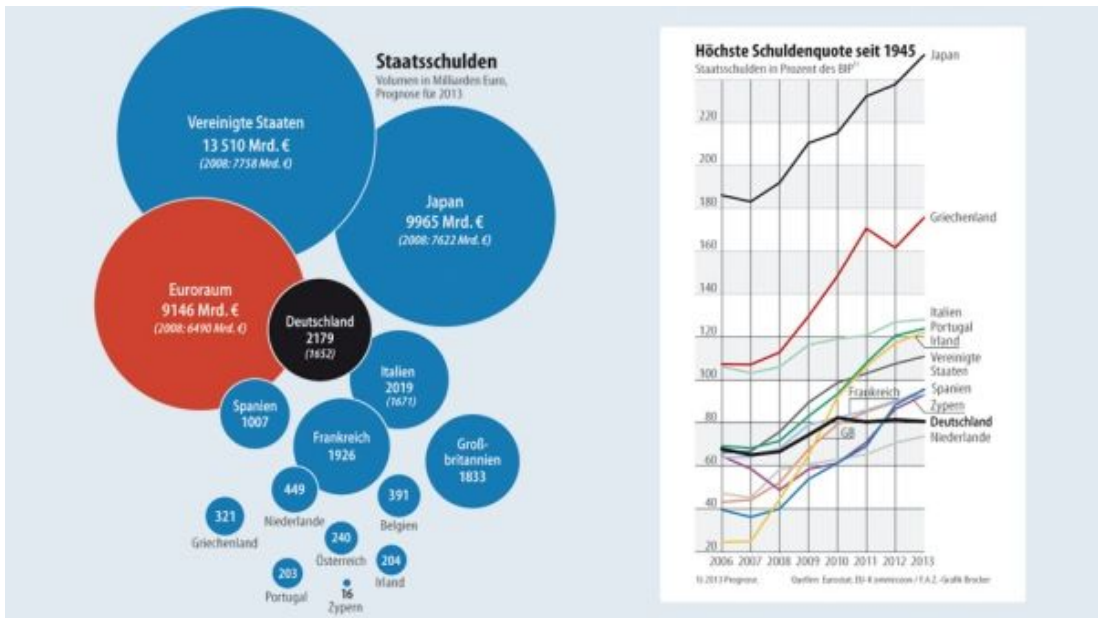 Staatsschulden
Volumen in Milliarden Euro,
Prognose für 2013
Vereinigte Staaten
13 510 Mrd. €
(2008: 7758 Mrd. €)
Japan
9965 Mrd. €
(2008: 7622 Mrd. €)
Euroraum
9146 Mrd. €
(2008: 6490 Mrd. €)
Deutschland
2179
(1652)
Italien
2019
(1671)
Spanien
1007
Frankreich
1926
Groß-
britannien
1833
449
Niederlande
391
Belgien
321
Griechenland
240
Österreich
204
Irland
203
Portugal
16
Zypern
Höchste Schuldenquote seit 1945
Staatsschulden in Prozent des BIP¹⁾
Japan
220
200
180
Griechenland
160
140
Italien
Portugal
Irland
120
Vereinigte
Staaten
100
Spanien
Frankreich
Zypern
80
Deutschland
GB
Niederlande
60
40
20
2006 2007 2008 2009 2010 2011 2012 2013
1) 2013 Prognose. Quellen: Eurostat, EU-Kommission / F.A.Z.-Grafik Brocker